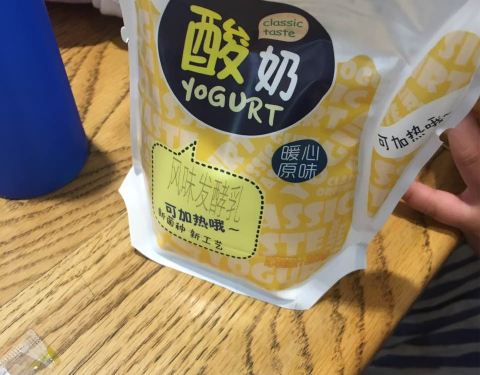 classic
taste
酸奶
YOGURT
暖心
原味
可加热哦~
风味发酵乳
可加热哦~
新菌种 新工艺